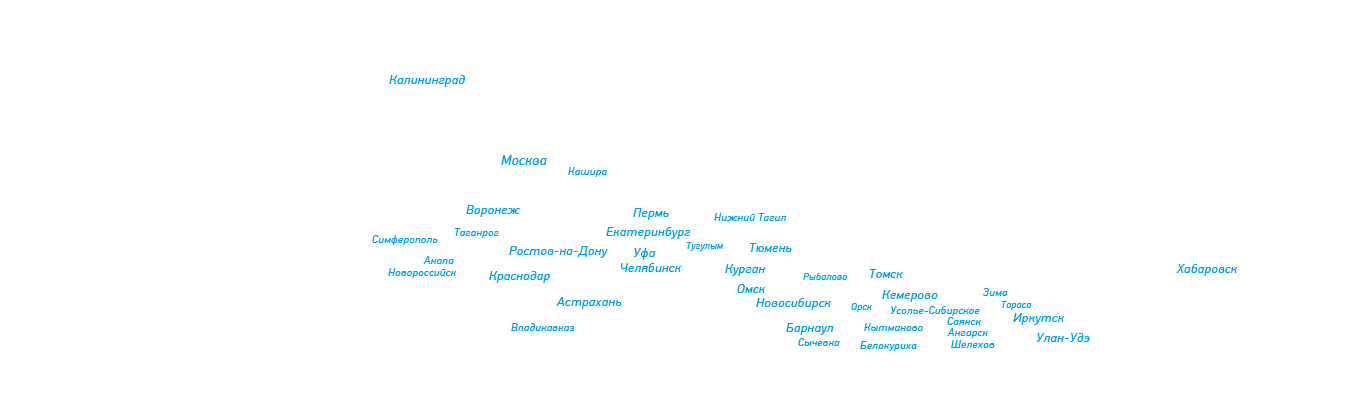 Калининград
Москва
Кашира
Воронеж
Пермь
Нижний Тагил
Таганрог
Екатеринбург
Симферополь
Тугулым
Тюмень
Ростов-на-Дону
Уфа
Анапа
Челябинск
Курган
Хабаровск
Новороссийск
Краснодар
Рыбалово
Томск
Омск
Кемерово
Зима
Астрахань
Новосибирск
Орск
Тараса
Усолье-Сибирское
Иркутск
Саянск
Владикавказ
Барнаул
Кытманово
Ангарск
Улан-Удэ
Сычевка
Белокуриха
Шелехов